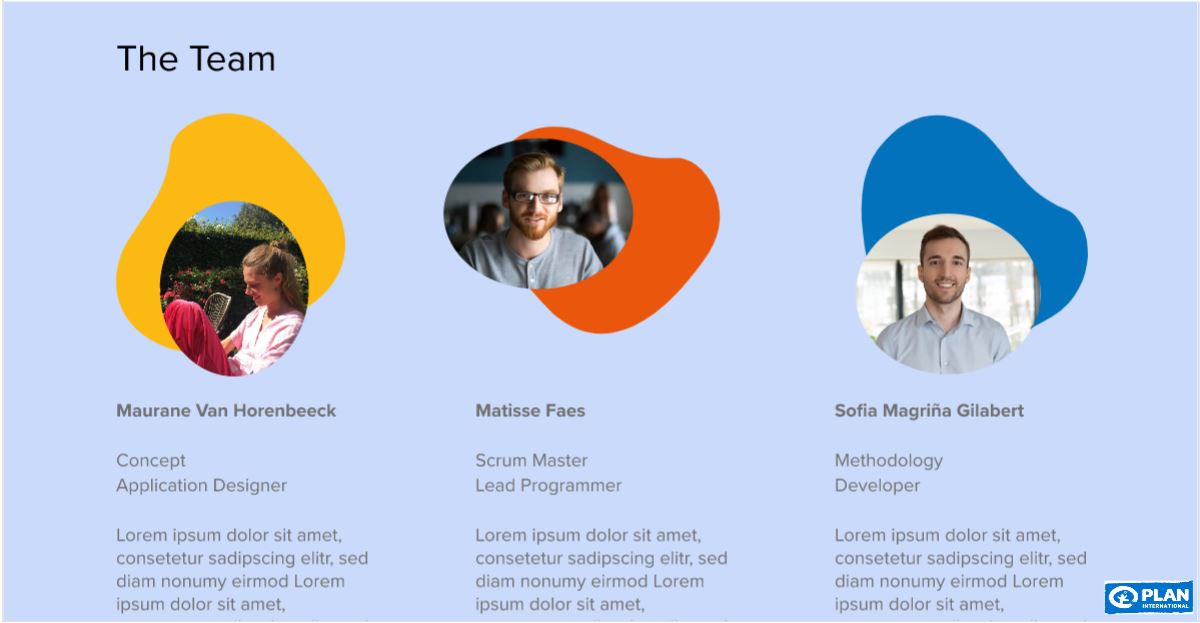 The Team
Maurane Van Horenbeeck
Concept
Application Designer
Lorem ipsum dolor sit amet,
consetetur sadipscing elitr, sed
diam nonumy eirmod Lorem
ipsum dolor sit amet,
Matisse Faes
Scrum Master
Lead Programmer
Lorem ipsum dolor sit amet,
consetetur sadipscing elitr, sed
diam nonumy eirmod Lorem
ipsum dolor sit amet,
Sofia Magriña Gilabert
Methodology
Developer
Lorem ipsum dolor sit amet,
consetetur sadipscing elitr, sed
diam nonumy eirmod Lorem
ipsum dolor sit amet,
PLAN
INTERNATIONAL